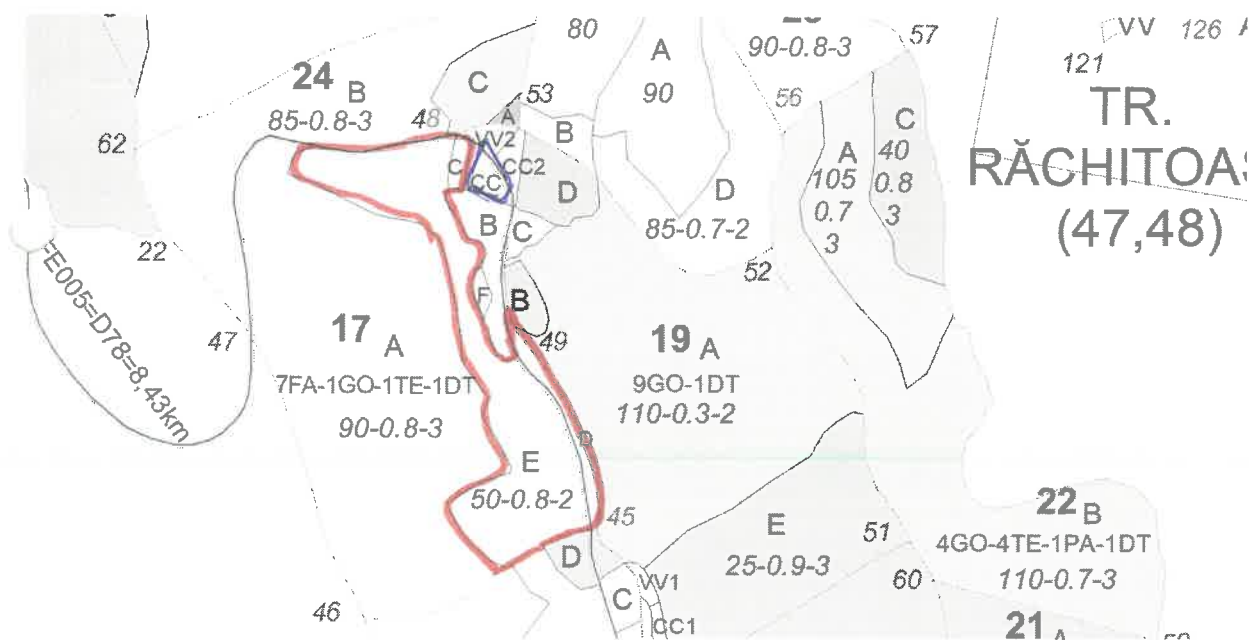 80
57
90-0.8-3
VV 126
121
A
90
24 B
85-0.8-3
48
C
53
56
TR.
RĂCHITOAS
(47,48)
62
A
VV2
B
C
40
0.8
3
A
105
0.7
3
C
CC
CC2
D
D
85-0.7-2
B
C
22
52
FE005=D78=8,43km
F
B
49
47
17 A
7FA-1GO-1TE-1DT
90-0.8-3
19 A
9GO-1DT
110-0.3-2
D
E
50-0.8-2
45
E
25-0.9-3
51
22 B
4GO-4TE-1PA-1DT
110-0.7-3
60
D
VV1
C
CC1
46
21 A